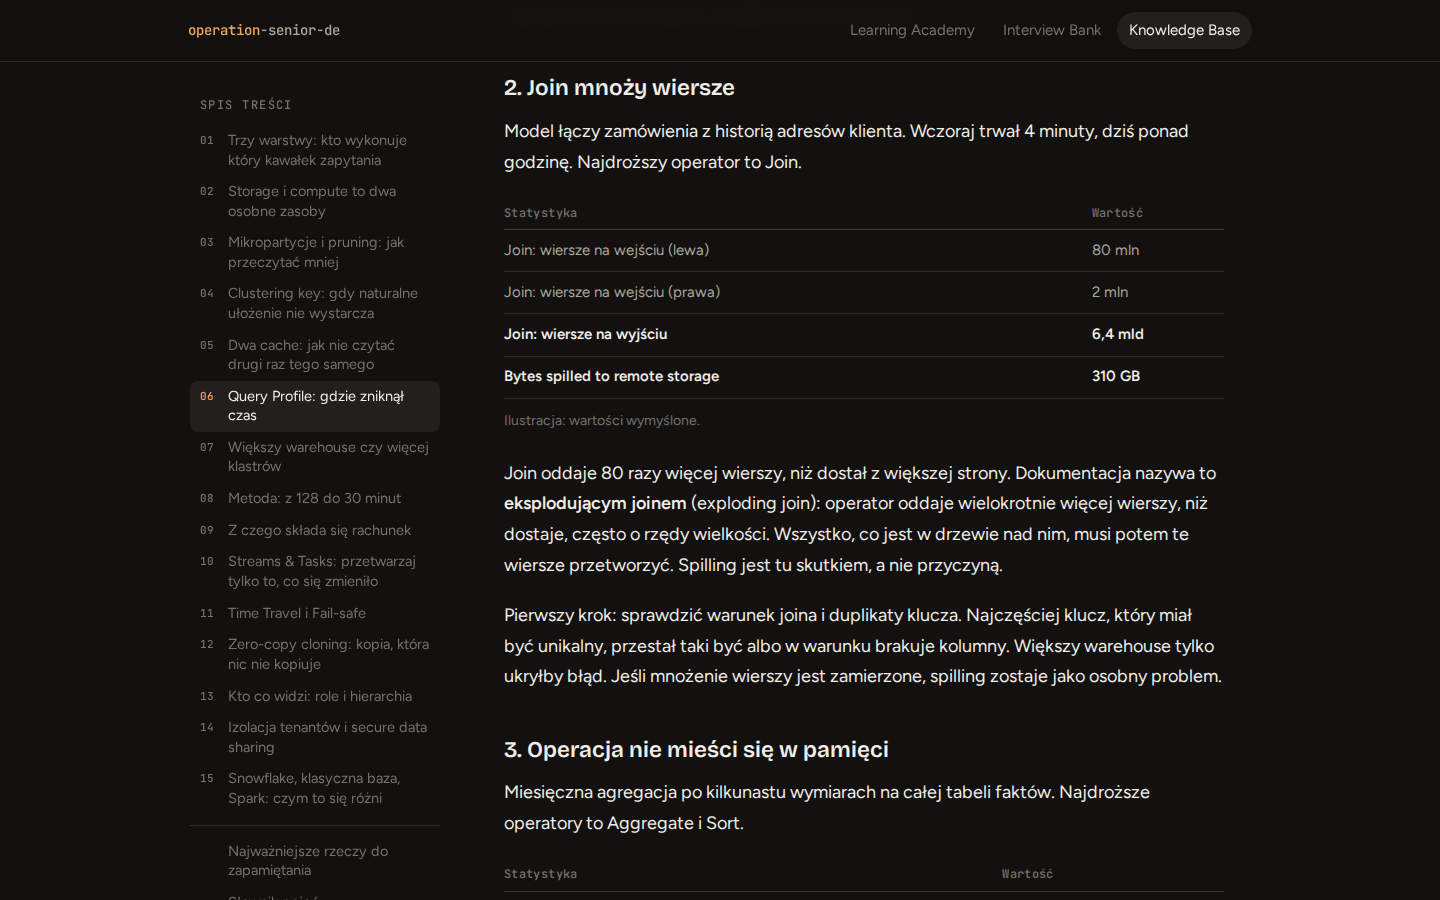 operation-senior-de
Learning Academy
Interview Bank
Knowledge Base
SPIS TREŚCI
01 Trzy warstwy: kto wykonuje
który kawałek zapytania
02 Storage i compute to dwa
osobne zasoby
03 Mikropartycje i pruning: jak
przeczytać mniej
04 Clustering key: gdy naturalne
ułożenie nie wystarcza
05 Dwa cache: jak nie czytać
drugi raz tego samego
06 Query Profile: gdzie zniknął
czas
07 Większy warehouse czy więcej
klastrów
08 Metoda: z 128 do 30 minut
09 Z czego składa się rachunek
10 Streams & Tasks: przetwarzaj
tylko to, co się zmieniło
11 Time Travel i Fail-safe
12 Zero-copy cloning: kopia, która
nic nie kopiuje
13 Kto co widzi: role i hierarchia
14 Izolacja tenantów i secure data
sharing
15 Snowflake, klasyczna baza,
Spark: czym to się różni
Najważniejsze rzeczy do
zapamiętania
2. Join mnoży wiersze
Model łączy zamówienia z historią adresów klienta. Wczoraj trwał 4 minuty, dziś ponad
godzinę. Najdroższy operator to Join.
Statystyka Wartość
Join: wiersze na wejściu (lewa) 80 mln
Join: wiersze na wejściu (prawa) 2 mln
Join: wiersze na wyjściu 6,4 mld
Bytes spilled to remote storage 310 GB
Ilustracja: wartości wymyślone.
Join oddaje 80 razy więcej wierszy, niż dostał z większej strony. Dokumentacja nazywa to
eksplodującym joinem (exploding join): operator oddaje wielokrotnie więcej wierszy, niż
dostaje, często o rzędy wielkości. Wszystko, co jest w drzewie nad nim, musi potem te
wiersze przetworzyć. Spilling jest tu skutkiem, a nie przyczyną.
Pierwszy krok: sprawdzić warunek joina i duplikaty klucza. Najczęściej klucz, który miał
być unikalny, przestał taki być albo w warunku brakuje kolumny. Większy warehouse tylko
ukryłby błąd. Jeśli mnożenie wierszy jest zamierzone, spilling zostaje jako osobny problem.
3. Operacja nie mieści się w pamięci
Miesięczna agregacja po kilkunastu wymiarach na całej tabeli faktów. Najdroższe
operatory to Aggregate i Sort.
Statystyka Wartość